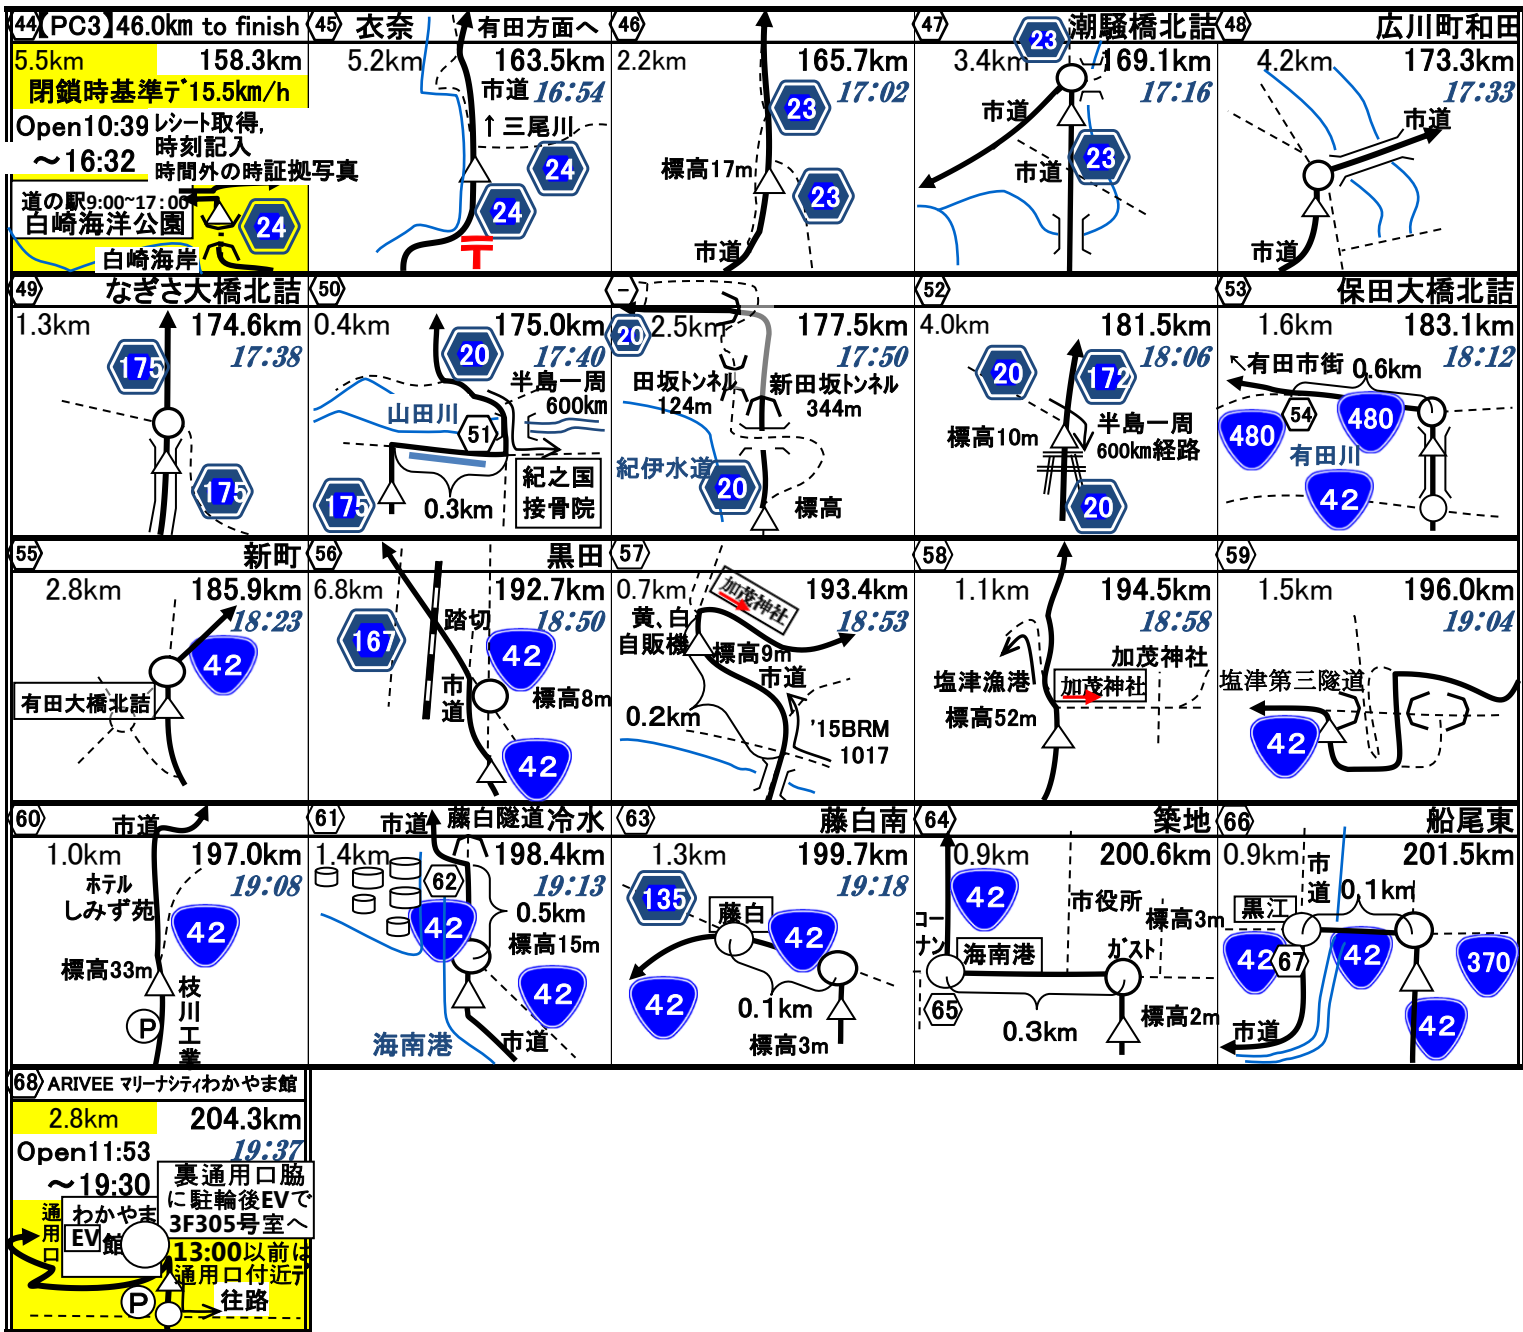 44 【PC3】46.0km to finish
5.5km 158.3km
閉鎖時基準ﾃﾞ15.5km/h
Open10:39
～16:32
レシート取得,
時刻記入
時間外の時証拠写真
道の駅9:00~17:00
白崎海洋公園
24
白崎海岸
45 衣奈 有田方面へ
5.2km 163.5km
市道 16:54
↑三尾川
24
24
〒
46
2.2km 165.7km
17:02
23
標高17m
23
市道
47 潮騒橋北詰
23
3.4km 169.1km
17:16
市道
23
市道
48 広川町和田
4.2km 173.3km
17:33
市道
市道
49 なぎさ大橋北詰
1.3km 174.6km
17:38
175
175
50
0.4km 175.0km
20 17:40
半島一周
600km
山田川
51
175
0.3km
紀之国
接骨院
－
20 2.5km 177.5km
17:50
田坂トンネル
124m
新田坂トンネル
344m
紀伊水道
20
標高
52
4.0km 181.5km
18:06
20 172
標高10m
半島一周
600km経路
20
53 保田大橋北詰
1.6km 183.1km
18:12
↖有田市街 0.6km
54
480 480
有田川
42
55 新町
2.8km 185.9km
18:23
42
有田大橋北詰
56 黒田
6.8km 192.7km
踏切 18:50
167
42
市道
標高8m
42
57
0.7km 193.4km
加茂神社
18:53
黄、白
自販機
標高9m
市道
0.2km
'15BRM
1017
58
1.1km 194.5km
18:58
加茂神社
塩津漁港
加茂神社
標高52m
59
1.5km 196.0km
19:04
塩津第三隧道
42
60 市道
1.0km 197.0km
19:08
ホテル
しみず苑
42
標高33m
枝川工業
P
61 市道 藤白隧道 冷水
1.4km 198.4km
19:13
62
0.5km
42
標高15m
42
海南港
市道
63 藤白南
1.3km 199.7km
19:18
135
藤白
42
42
0.1km
標高3m
64 築地
0.9km 200.6km
42
市役所
標高3m
コーナン
海南港
ガスト
65
0.3km
標高2m
66 船尾東
0.9km 201.5km
市道
0.1km
黒江
42 67 42 370
市道
42
68 ARIVEE マリーナシティわかやま館
2.8km 204.3km
Open11:53 19:37
～19:30
裏通用口脇
に駐輪後EVで
3F305号室へ
通用口
わかやま
EV 館
13:00以前は
通用口付近ﾃﾞ
P
往路